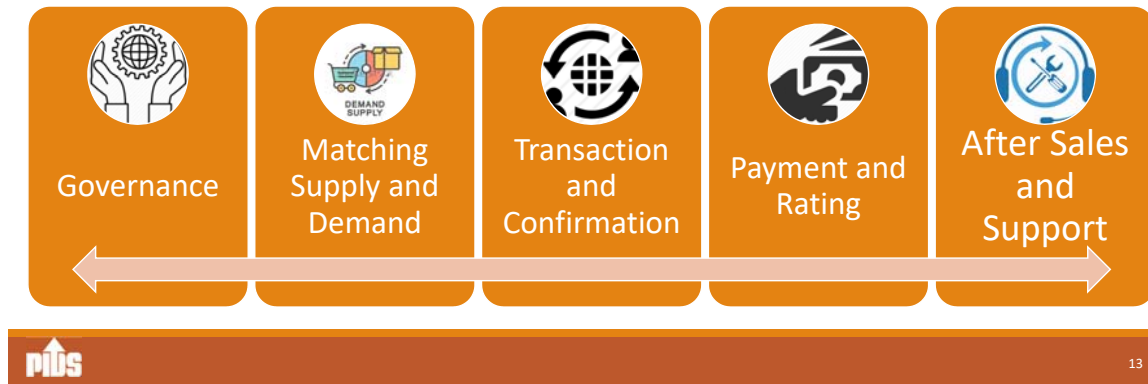 DEMAND
SUPPLY
Governance
Matching
Supply and
Demand
Transaction
and
Confirmation
Payment and
Rating
After Sales
and
Support
PIDS
13